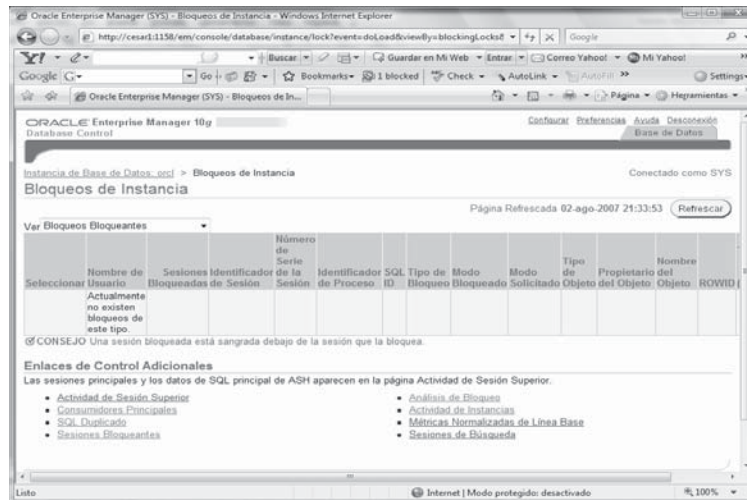 Oracle Enterprise Manager (SYS) - Bloqueos de Instancia - Windows Internet Explorer
http://cesar1:1158/em/console/database/instance/lock?event=doLoad&viewBy=blockingLocks&
Google
Buscar
Guardar en Mi Web
Entrar
Correo Yahoo!
Mi Yahoo!
Google
Go
Bookmarks
1 blocked
Check
AutoLink
AutoFill
Settings
Oracle Enterprise Manager (SYS) - Bloqueos de In...
Página
Herramientas
ORACLE Enterprise Manager 10g
Database Control
Configurar Preferencias Ayuda Desconexión
Base de Datos
Instancia de Base de Datos: orcl > Bloqueos de Instancia
Conectado como SYS
Bloqueos de Instancia
Página Refrescada 02-ago-2007 21:33:53
Refrescar
Ver Bloqueos Bloqueantes
Seleccionar
Nombre de Usuario
Sesiones Bloqueadas
Identificador de Sesión
Número de Serie de la Sesión
Identificador de Proceso
SQL ID
Tipo de Bloqueo
Modo Bloqueado
Modo Solicitado
Tipo de Objeto
Propietario del Objeto
Nombre del Objeto
ROWID
Actualmente no existen bloqueos de este tipo.
CONSEJO Una sesión bloqueada está sangrada debajo de la sesión que la bloquea.
Enlaces de Control Adicionales
Las sesiones principales y los datos de SQL principal de ASH aparecen en la página Actividad de Sesión Superior.
Actividad de Sesión Superior
Consumidores Principales
SQL Duplicado
Sesiones Bloqueantes
Análisis de Bloqueo
Actividad de Instancias
Métricas Normalizadas de Línea Base
Sesiones de Búsqueda
Listo
Internet | Modo protegido: desactivado
100%